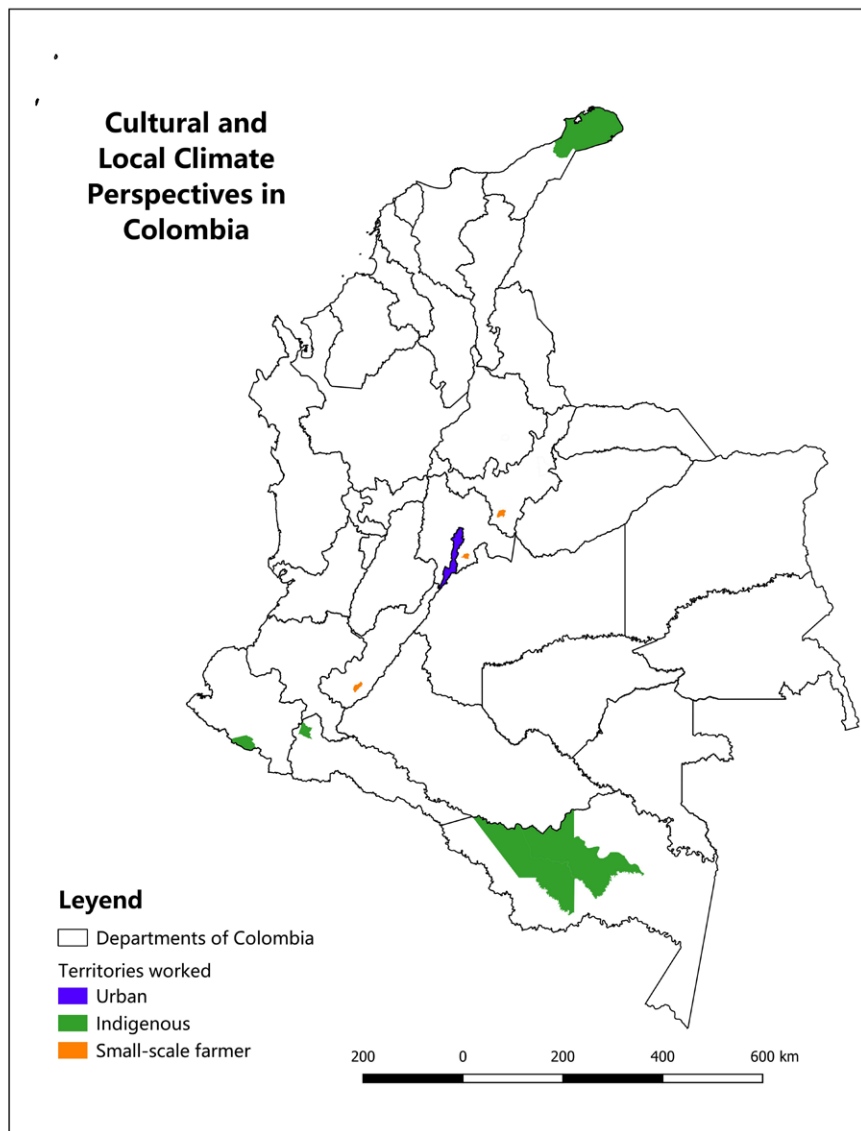 Cultural and
Local Climate
Perspectives in
Colombia
Leyend
Departments of Colombia
Territories worked
Urban
Indigenous
Small-scale farmer
200 0 200 400 600 km